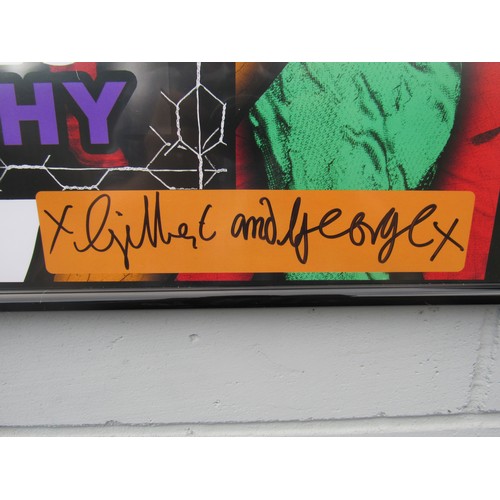 HY
x Gilbert and George x